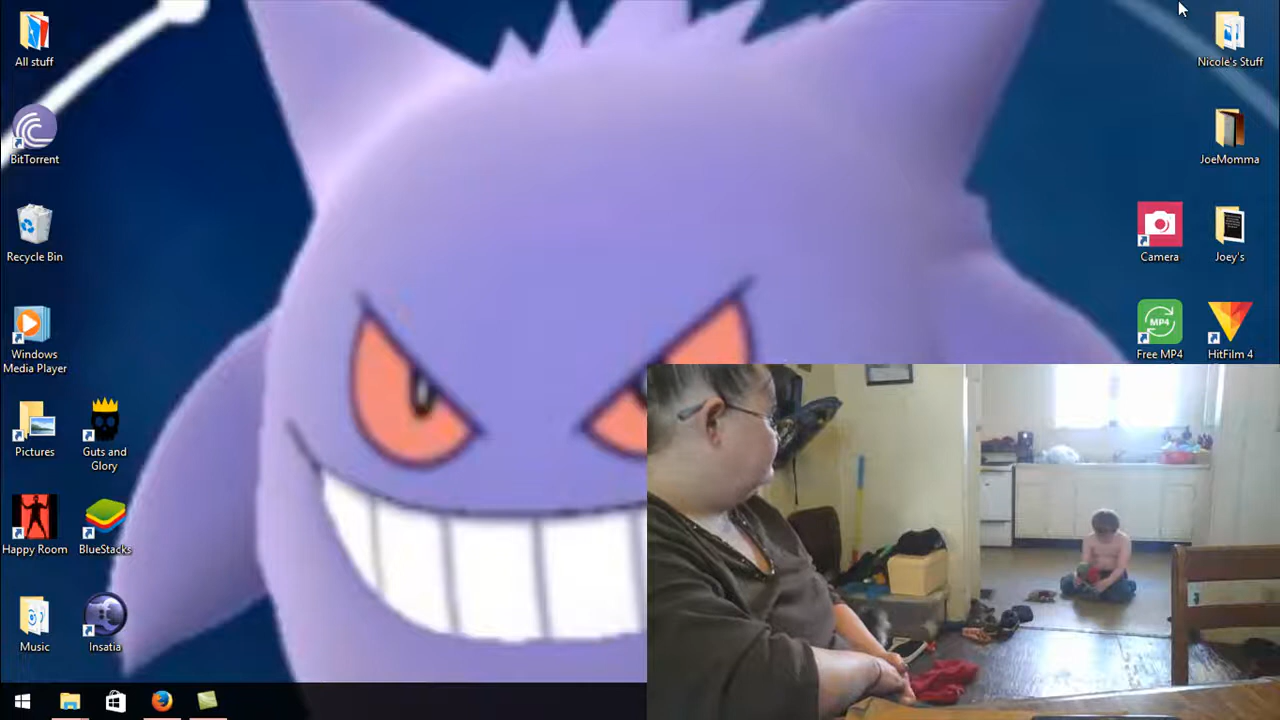 All stuff
Nicole's Stuff
BitTorrent
JoeMomma
Recycle Bin
Camera
Joey's
Windows
Media Player
MP4
Free MP4
HitFilm 4
Pictures
Guts and
Glory
Happy Room
BlueStacks
Music
Insatia